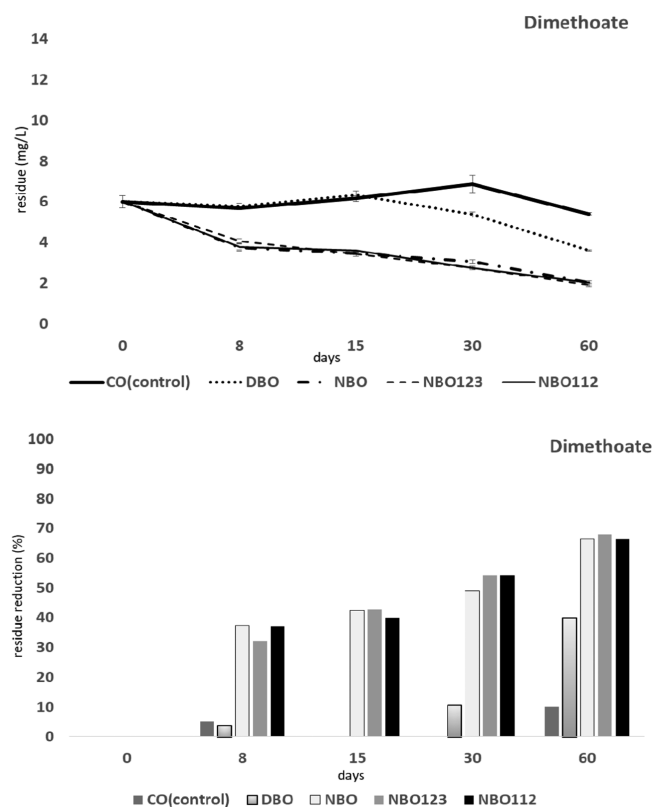 Dimethoate
14
12
10
8
6
4
2
0
residue (mg/L)
0 8 15 30 60
days
CO(control) DBO NBO NBO123 NBO112
Dimethoate
100
90
80
70
60
50
40
30
20
10
0
residue reduction (%)
0 8 15 30 60
days
CO(control) DBO NBO NBO123 NBO112